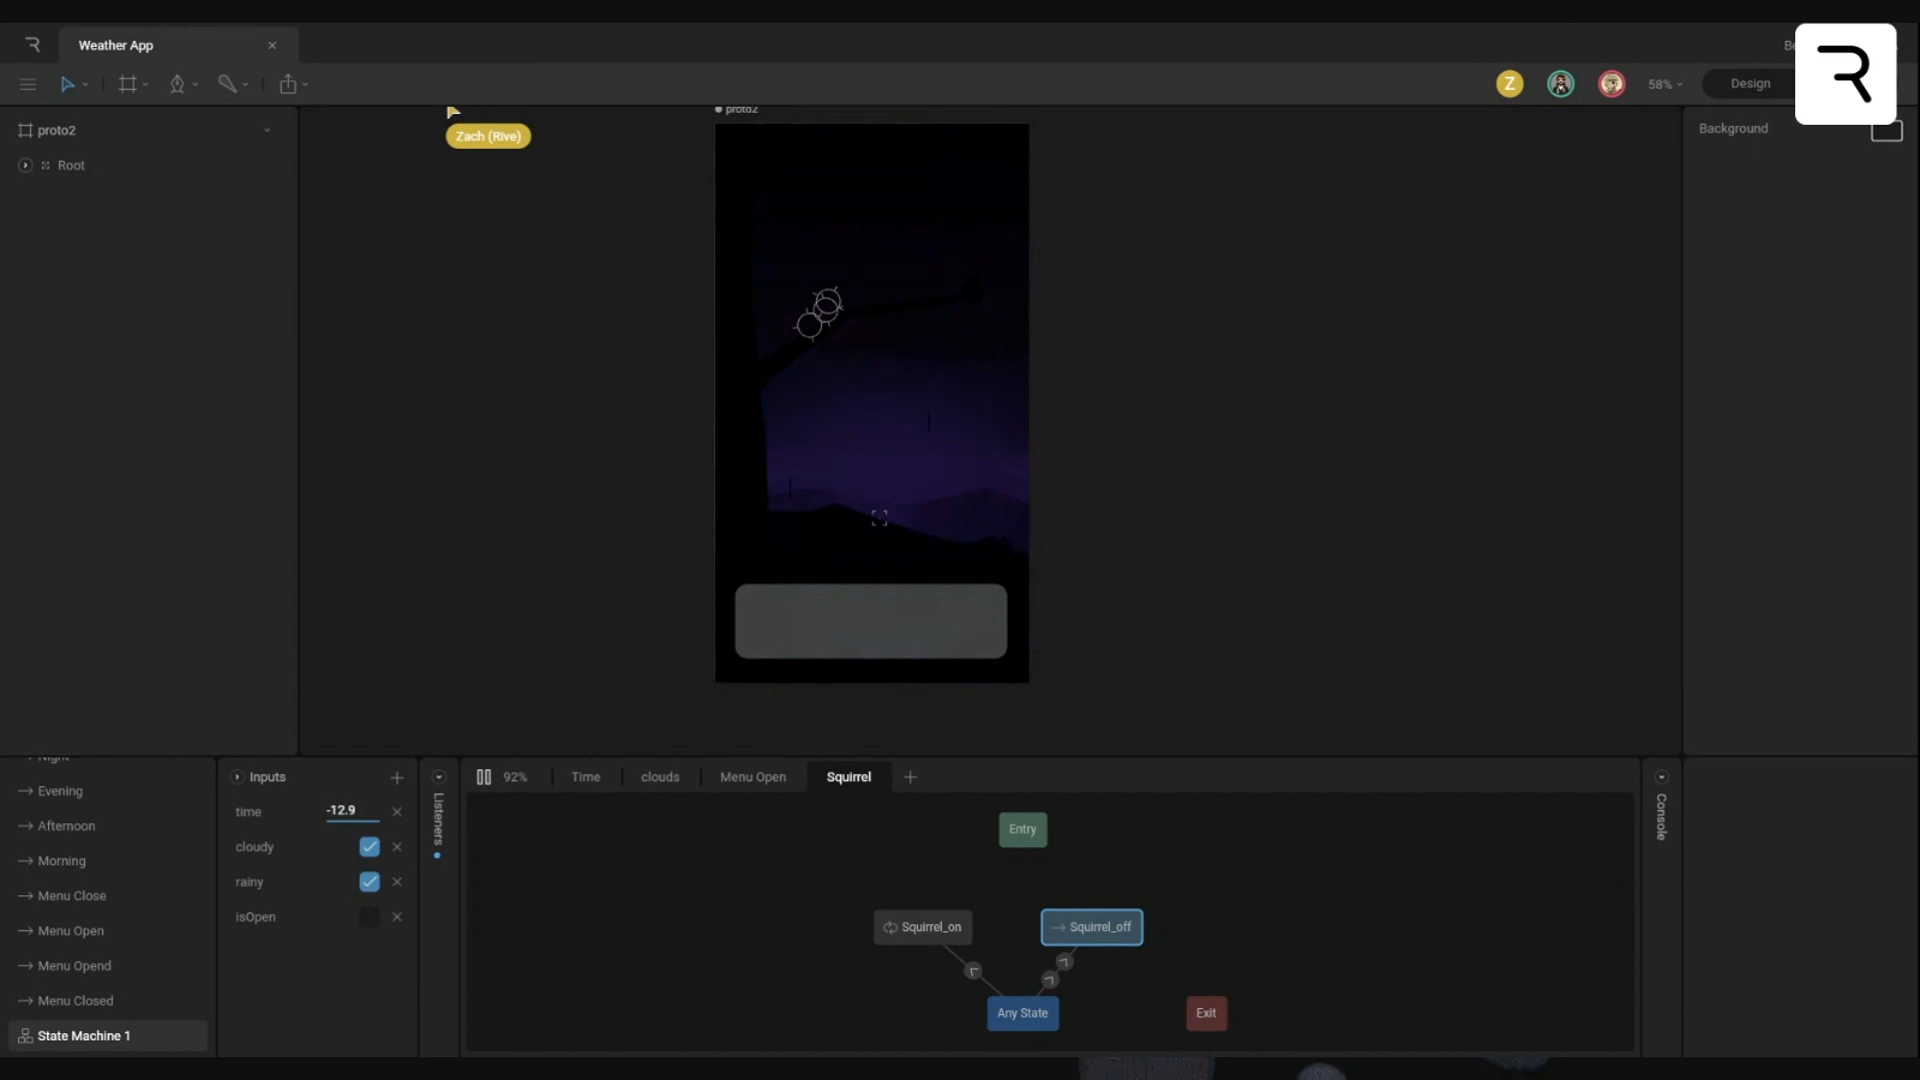 Weather App
Z
58%
Design
proto2
Root
Zach (Rive)
proto2
Background
Night
Evening
Afternoon
Morning
Menu Close
Menu Open
Menu Opend
Menu Closed
State Machine 1
Inputs
time -12.9
cloudy
rainy
isOpen
Listeners
92%
Time
clouds
Menu Open
Squirrel
Entry
Squirrel_on
Squirrel_off
Any State
Exit
Console